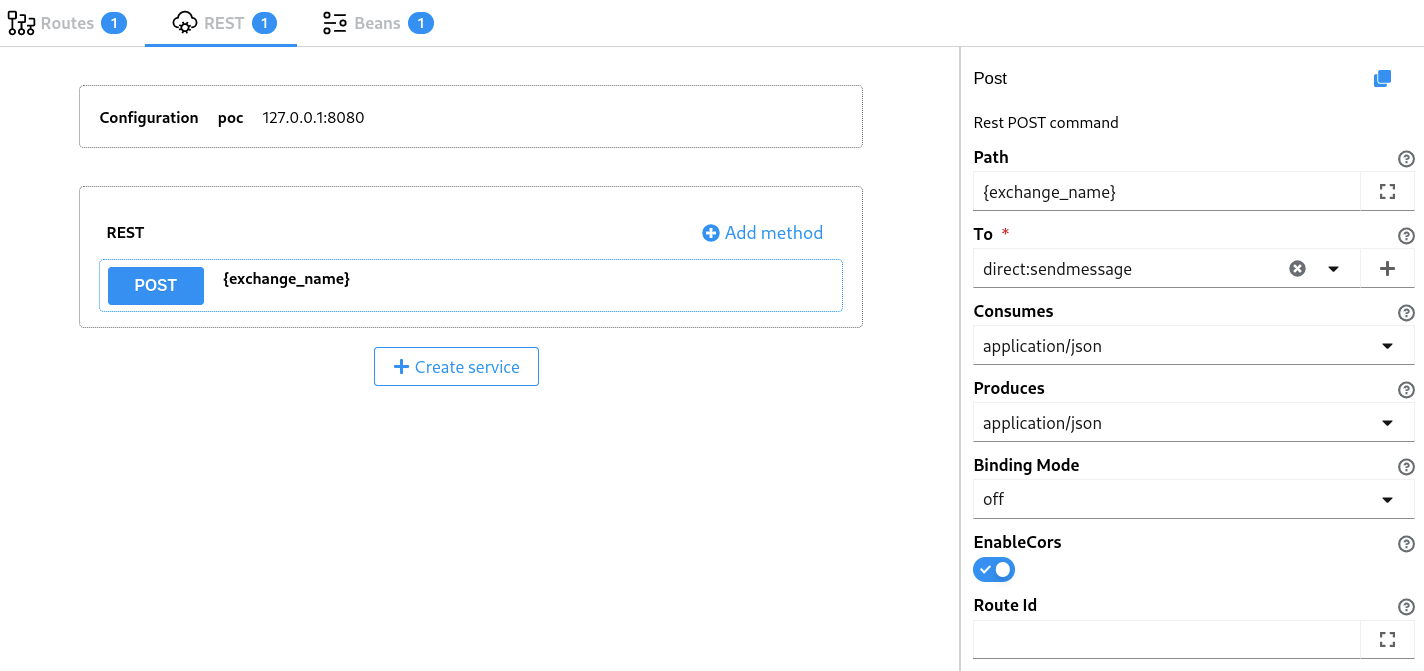 Routes 1 REST 1 Beans 1
Configuration poc 127.0.0.1:8080
REST Add method
POST {exchange_name}
Create service
Post
Rest POST command
Path
{exchange_name}
To *
direct:sendmessage
Consumes
application/json
Produces
application/json
Binding Mode
off
EnableCors
Route Id